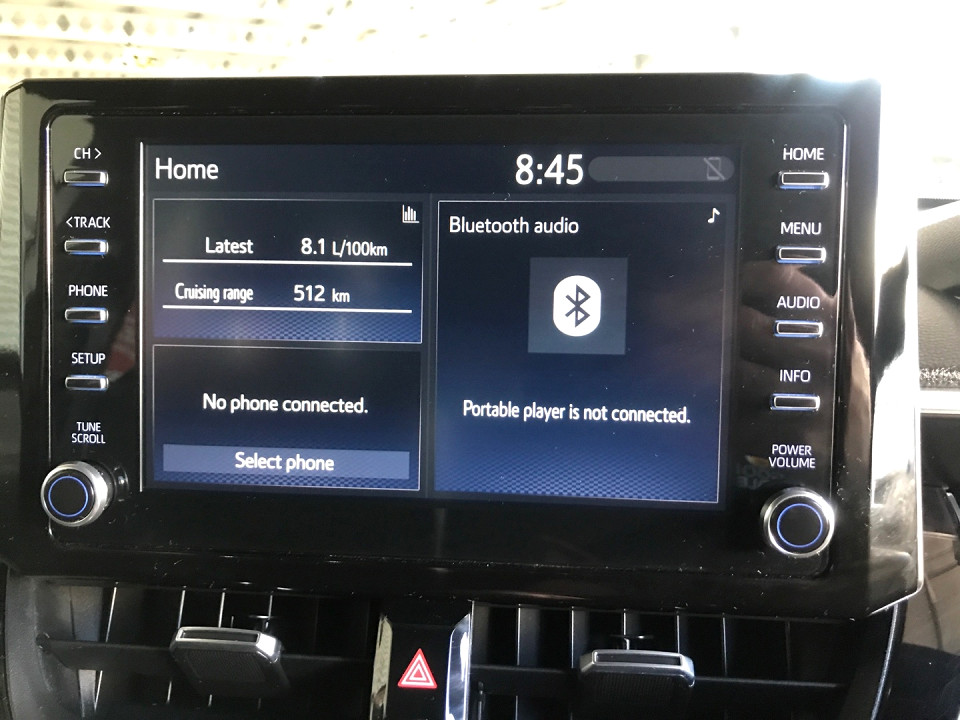 CH >
< TRACK
PHONE
SETUP
TUNE
SCROLL
Home
8:45
Latest 8.1 L/100km
Cruising range 512 km
No phone connected.
Select phone
Bluetooth audio
Portable player is not connected.
HOME
MENU
AUDIO
INFO
POWER
VOLUME